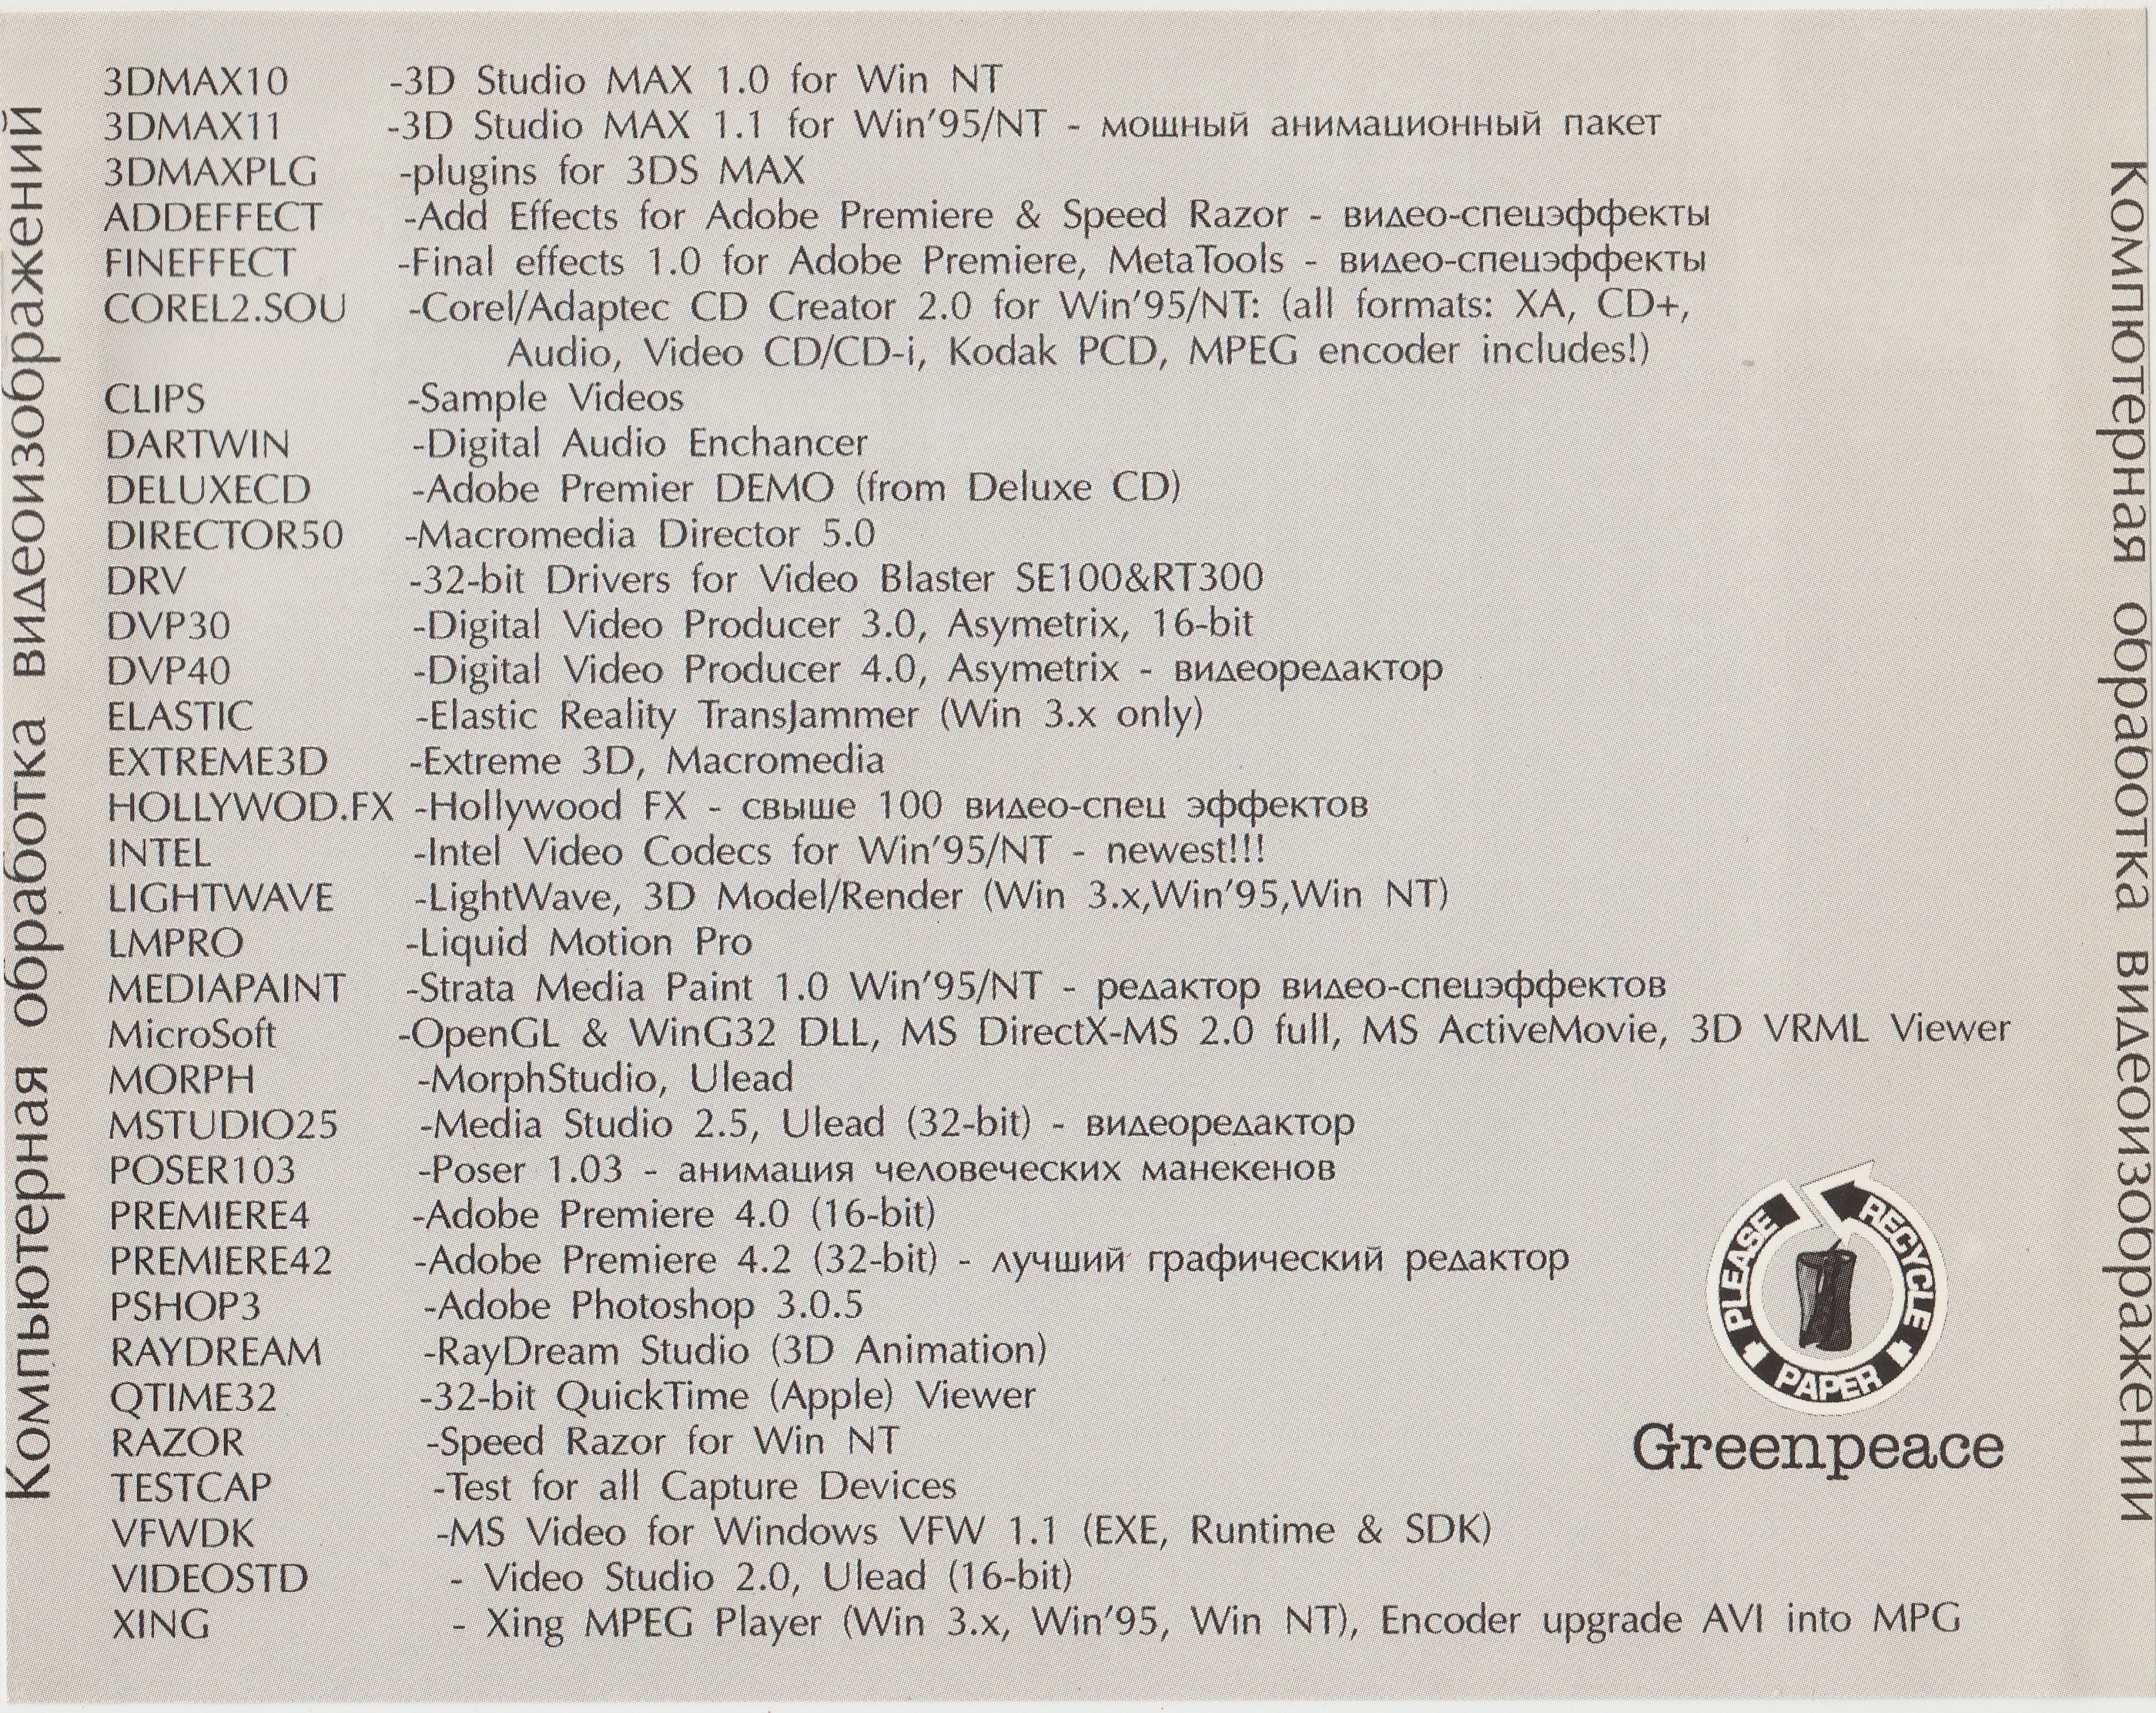 Компьютерная обработка видеоизображений
3DMAX10 -3D Studio MAX 1.0 for Win NT
3DMAX11 -3D Studio MAX 1.1 for Win'95/NT - мошный анимационный пакет
3DMAXPLG -plugins for 3DS MAX
ADDEFFECT -Add Effects for Adobe Premiere & Speed Razor - видео-спецэффекты
FINEFFECT -Final effects 1.0 for Adobe Premiere, MetaTools - видео-спецэффекты
COREL2.SOU -Corel/Adaptec CD Creator 2.0 for Win'95/NT: (all formats: XA, CD+,
Audio, Video CD/CD-i, Kodak PCD, MPEG encoder includes!)
CLIPS -Sample Videos
DARTWIN -Digital Audio Enchancer
DELUXECD -Adobe Premier DEMO (from Deluxe CD)
DIRECTOR50 -Macromedia Director 5.0
DRV -32-bit Drivers for Video Blaster SE100&RT300
DVP30 -Digital Video Producer 3.0, Asymetrix, 16-bit
DVP40 -Digital Video Producer 4.0, Asymetrix - видеоредактор
ELASTIC -Elastic Reality TransJammer (Win 3.x only)
EXTREME3D -Extreme 3D, Macromedia
HOLLYWOD.FX -Hollywood FX - свыше 100 видео-спец эффектов
INTEL -Intel Video Codecs for Win'95/NT - newest!!!
LIGHTWAVE -LightWave, 3D Model/Render (Win 3.x,Win'95,Win NT)
LMPRO -Liquid Motion Pro
MEDIAPAINT -Strata Media Paint 1.0 Win'95/NT - редактор видео-спецэффектов
MicroSoft -OpenGL & WinG32 DLL, MS DirectX-MS 2.0 full, MS ActiveMovie, 3D VRML Viewer
MORPH -MorphStudio, Ulead
MSTUDIO25 -Media Studio 2.5, Ulead (32-bit) - видеоредактор
POSER103 -Poser 1.03 - анимация человеческих манекенов
PREMIERE4 -Adobe Premiere 4.0 (16-bit)
PREMIERE42 -Adobe Premiere 4.2 (32-bit) - лучший графический редактор
PSHOP3 -Adobe Photoshop 3.0.5
RAYDREAM -RayDream Studio (3D Animation)
QTIME32 -32-bit QuickTime (Apple) Viewer
RAZOR -Speed Razor for Win NT
TESTCAP -Test for all Capture Devices
VFWDK -MS Video for Windows VFW 1.1 (EXE, Runtime & SDK)
VIDEOSTD - Video Studio 2.0, Ulead (16-bit)
XING - Xing MPEG Player (Win 3.x, Win'95, Win NT), Encoder upgrade AVI into MPG
PLEASE RECYCLE PAPER
Greenpeace
Компютерная обработка видеоизображении